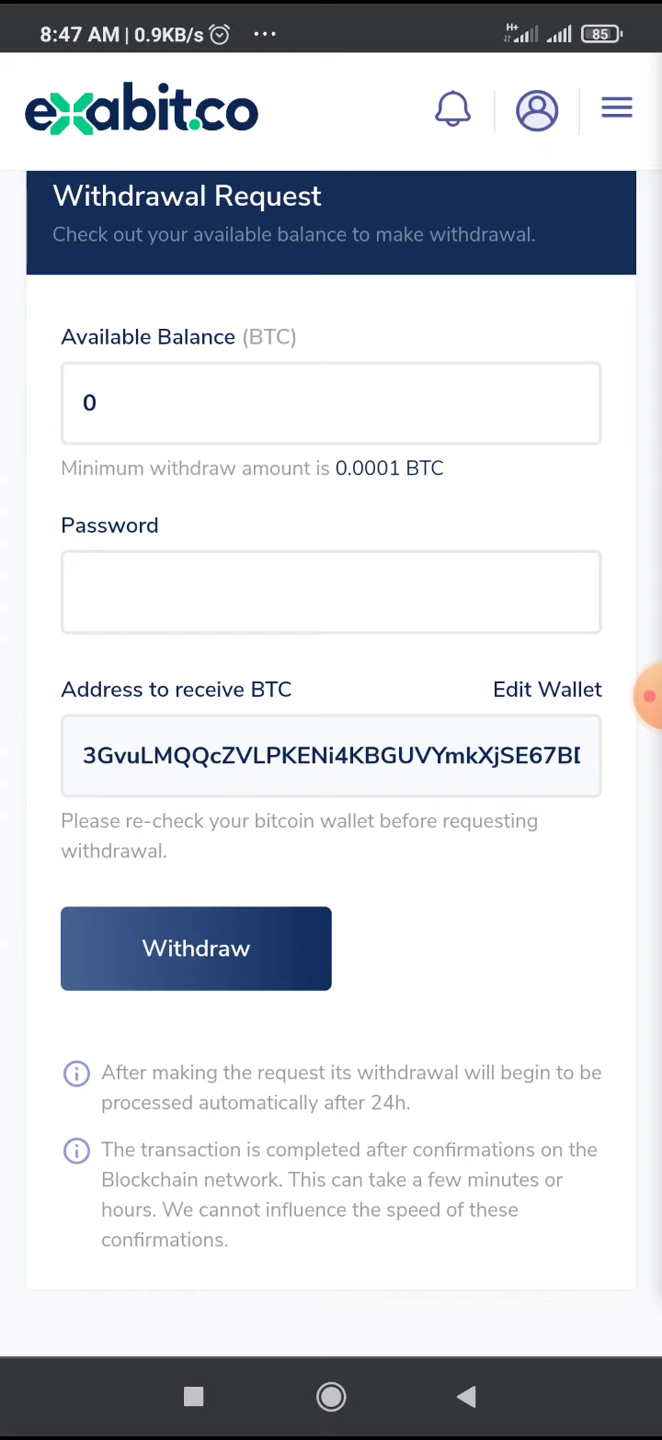 8:47 AM | 0.9KB/s ... H+ 85
exabit.co
Withdrawal Request
Check out your available balance to make withdrawal.
Available Balance (BTC)
0
Minimum withdraw amount is 0.0001 BTC
Password
Address to receive BTC Edit Wallet
3GvuLMQQcZVLPKENi4KBGUVYmkXjSE67BD
Please re-check your bitcoin wallet before requesting
withdrawal.
Withdraw
After making the request its withdrawal will begin to be
processed automatically after 24h.
The transaction is completed after confirmations on the
Blockchain network. This can take a few minutes or
hours. We cannot influence the speed of these
confirmations.